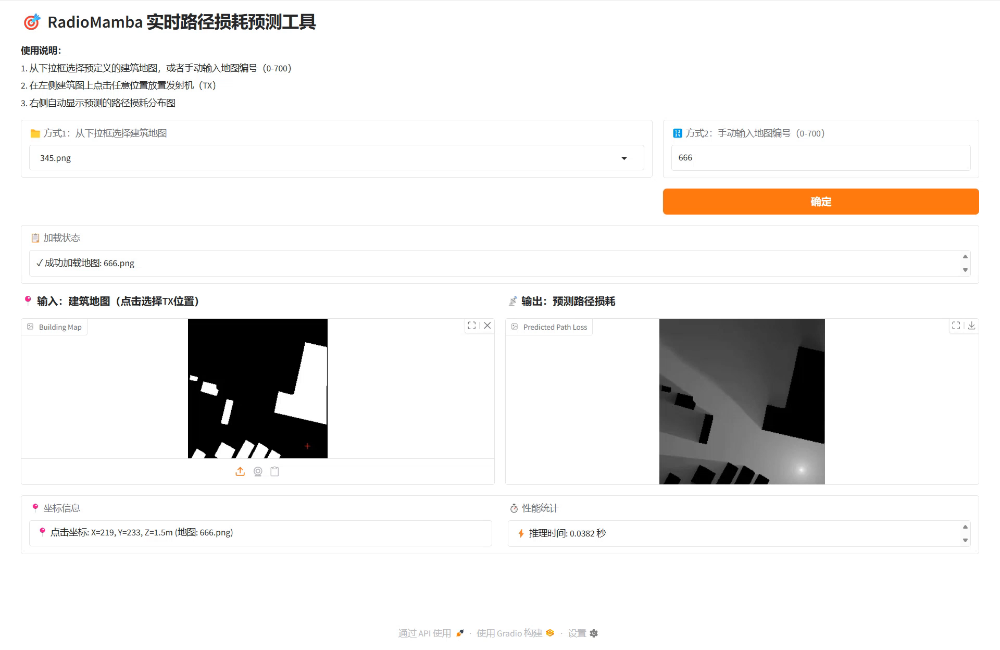 RadioMamba 实时路径损耗预测工具
使用说明：
1. 从下拉框选择预定义的建筑地图，或者手动输入地图编号（0-700）
2. 在左侧建筑图上点击任意位置放置发射机（TX）
3. 右侧自动显示预测的路径损耗分布图
方式1：从下拉框选择建筑地图
345.png
方式2：手动输入地图编号（0-700）
666
确定
加载状态
✓ 成功加载地图: 666.png
输入：建筑地图（点击选择TX位置）
输出：预测路径损耗
Building Map
Predicted Path Loss
坐标信息
点击坐标: X=219, Y=233, Z=1.5m (地图: 666.png)
性能统计
推理时间: 0.0382 秒
通过 API 使用 · 使用 Gradio 构建 · 设置